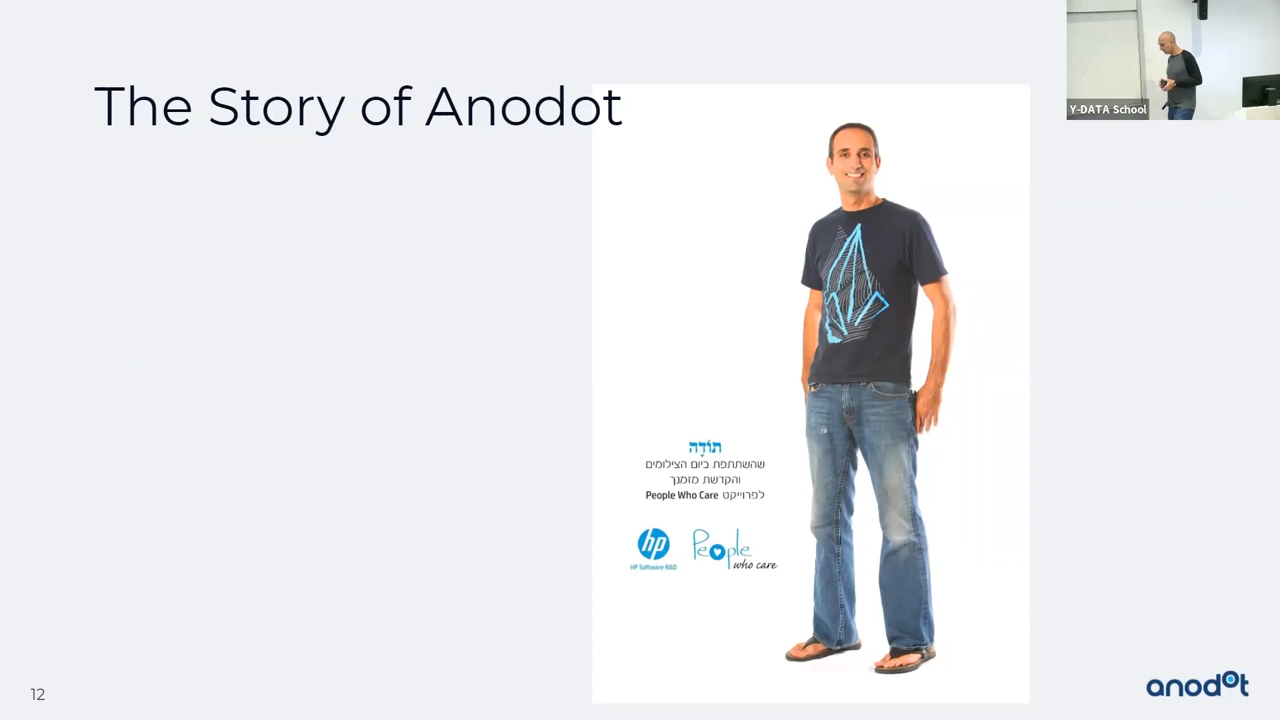 The Story of Anodot
Y-DATA School
תוֹדָה
שהשתתפת ביום הצילומים
והקדשת מזמנך
לפרוייקט People Who Care
hp
HP Software R&D
People
who care
12
anodot